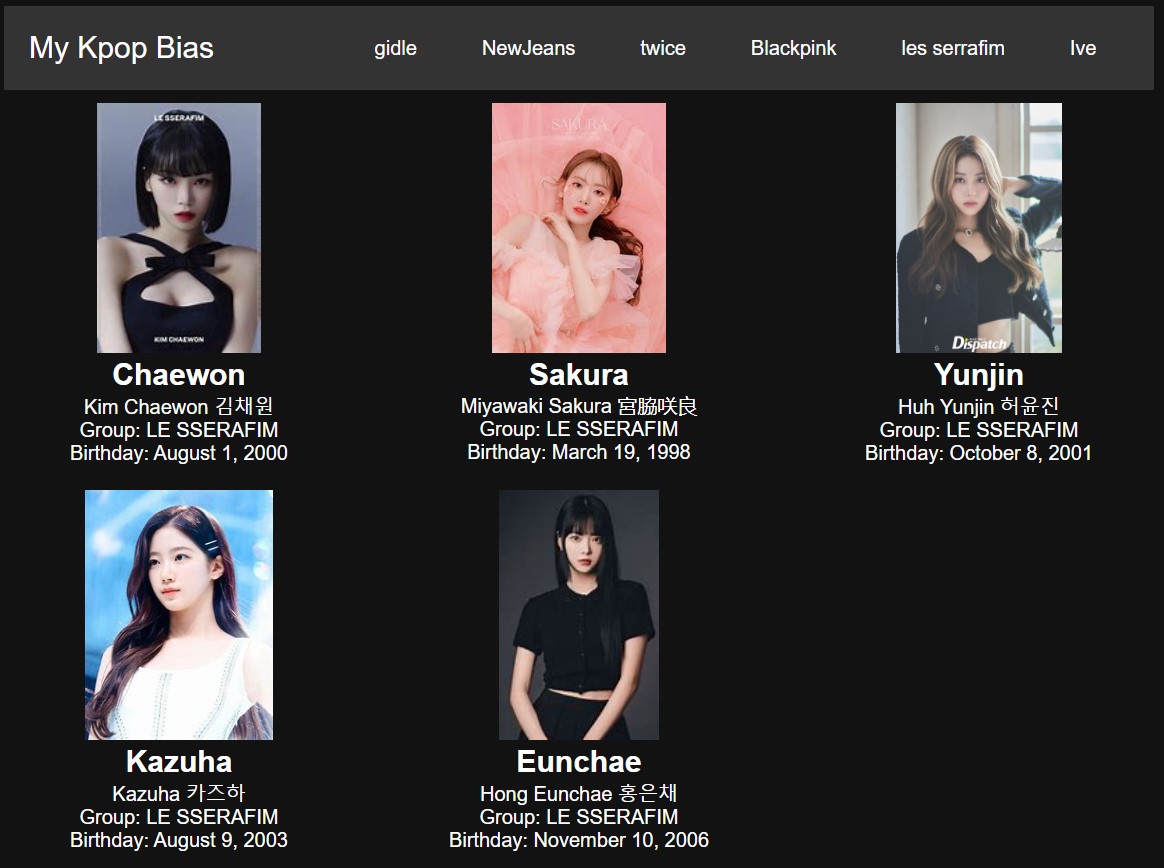 My Kpop Bias gidle NewJeans twice Blackpink les serrafim Ive
LE SSERAFIM
SAKURA
KIM CHAEWON
Dispatch
Chaewon
Kim Chaewon 김채원
Group: LE SSERAFIM
Birthday: August 1, 2000
Sakura
Miyawaki Sakura 宮脇咲良
Group: LE SSERAFIM
Birthday: March 19, 1998
Yunjin
Huh Yunjin 허윤진
Group: LE SSERAFIM
Birthday: October 8, 2001
Kazuha
Kazuha 카즈하
Group: LE SSERAFIM
Birthday: August 9, 2003
Eunchae
Hong Eunchae 홍은채
Group: LE SSERAFIM
Birthday: November 10, 2006